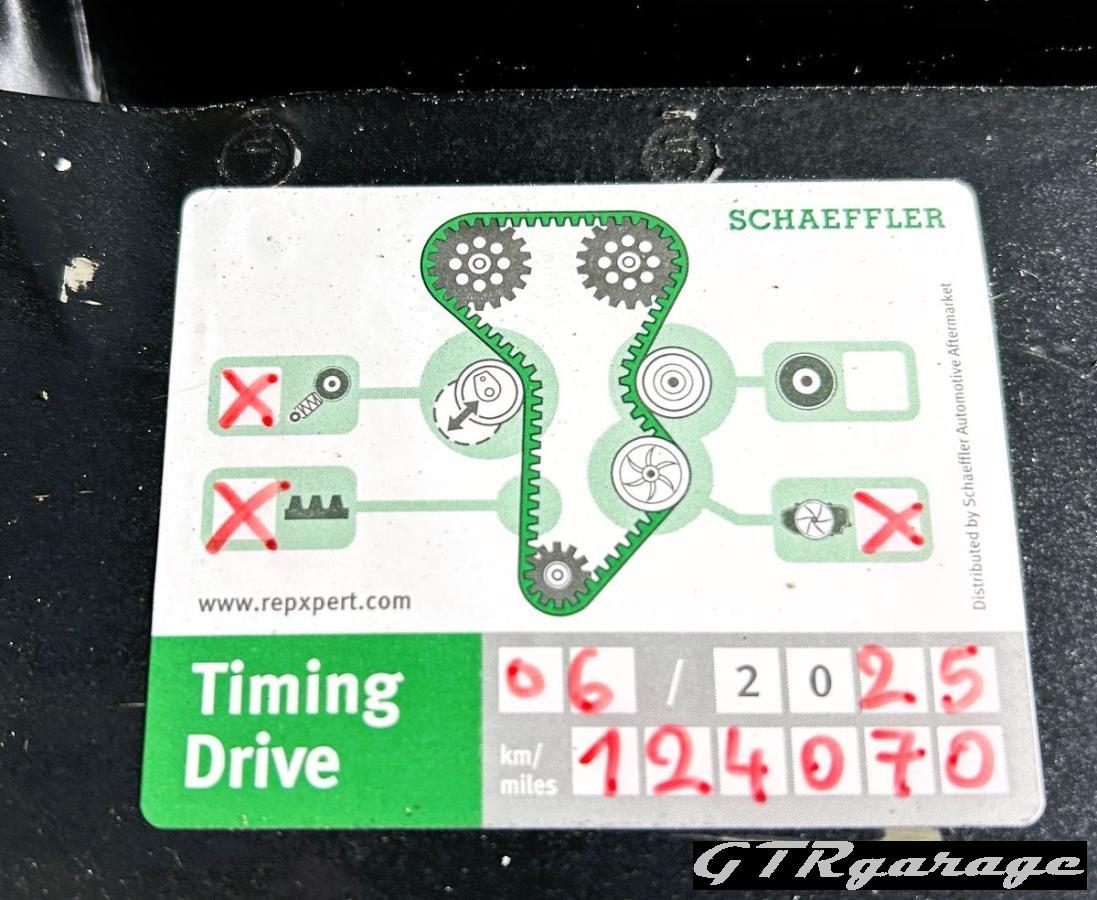 SCHAEFFLER
Distributed by Schaeffler Automotive Aftermarket
X
X
X
www.repxpert.com
Timing
Drive
06 / 2025
km/
miles
124070
GTRgarage